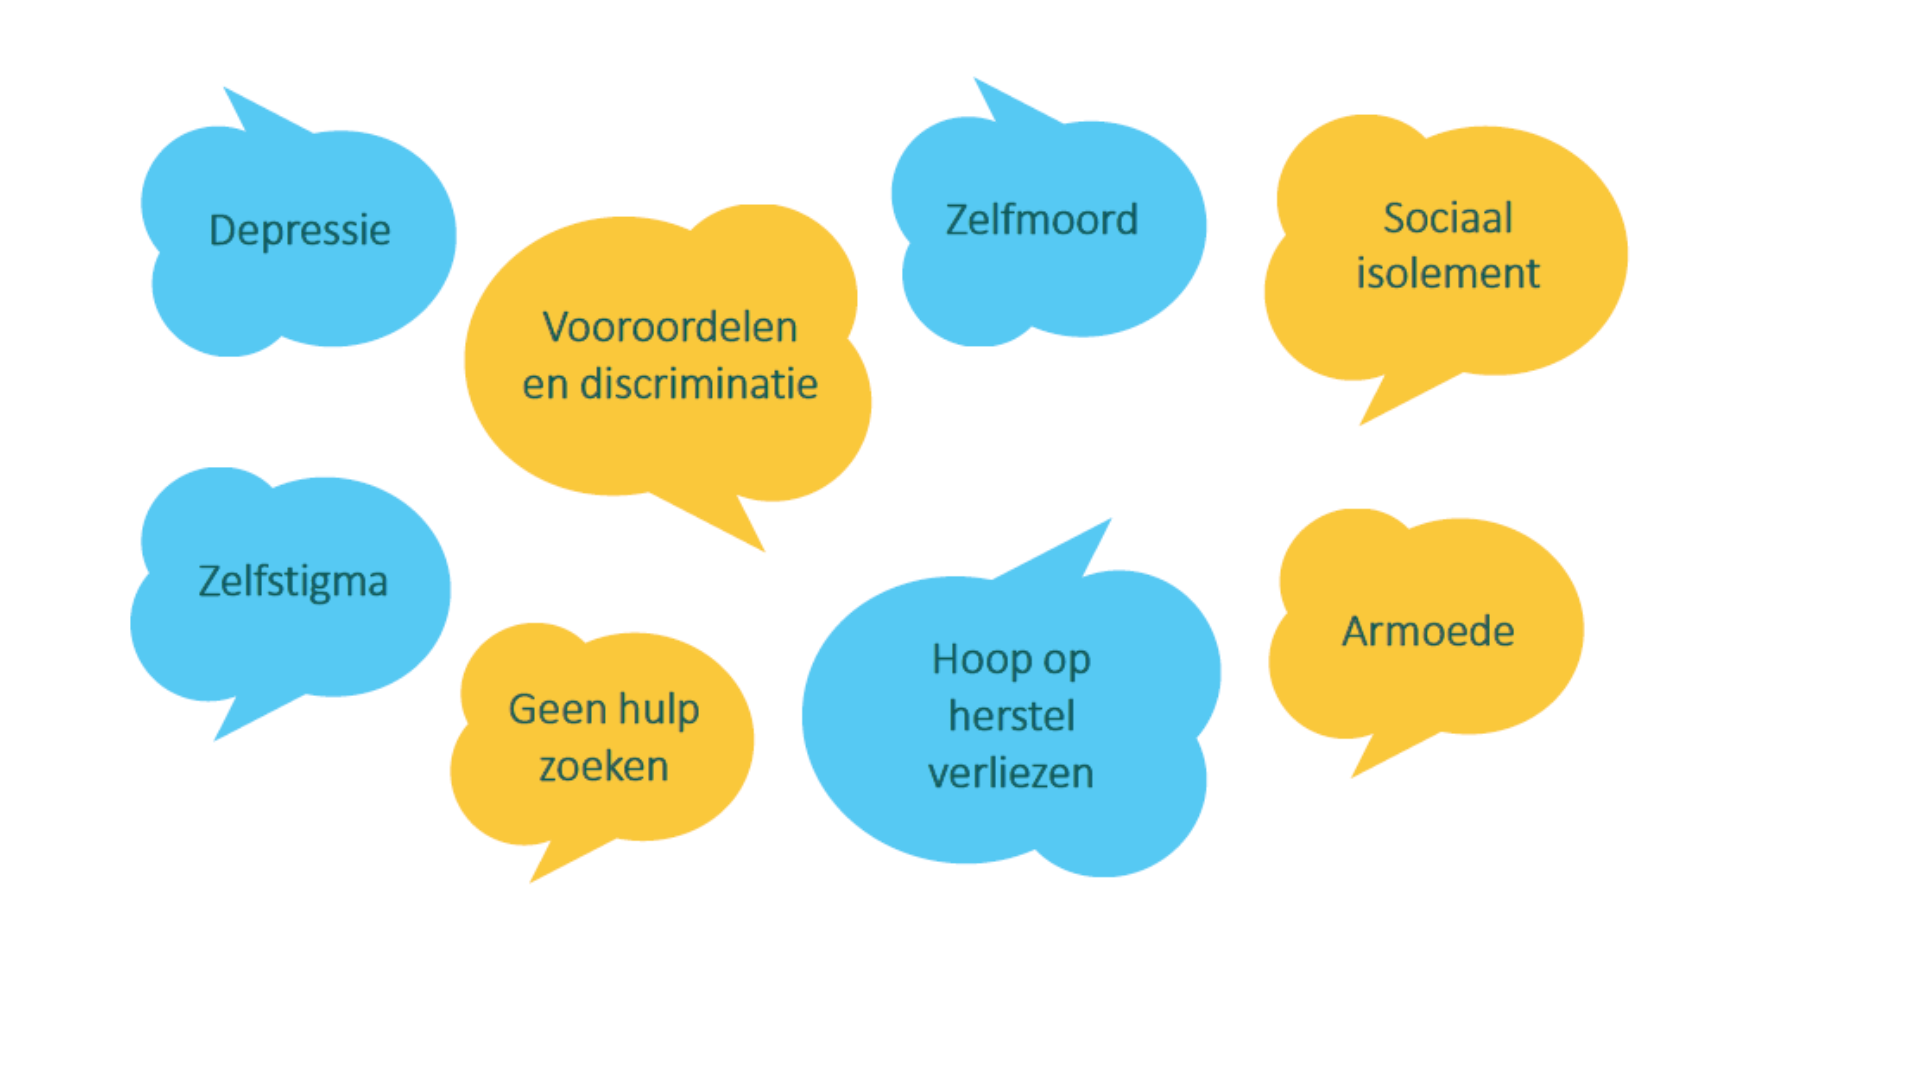 Depressie
Vooroordelen
en discriminatie
Zelfmoord
Sociaal
isolement
Zelfstigma
Geen hulp
zoeken
Hoop op
herstel
verliezen
Armoede